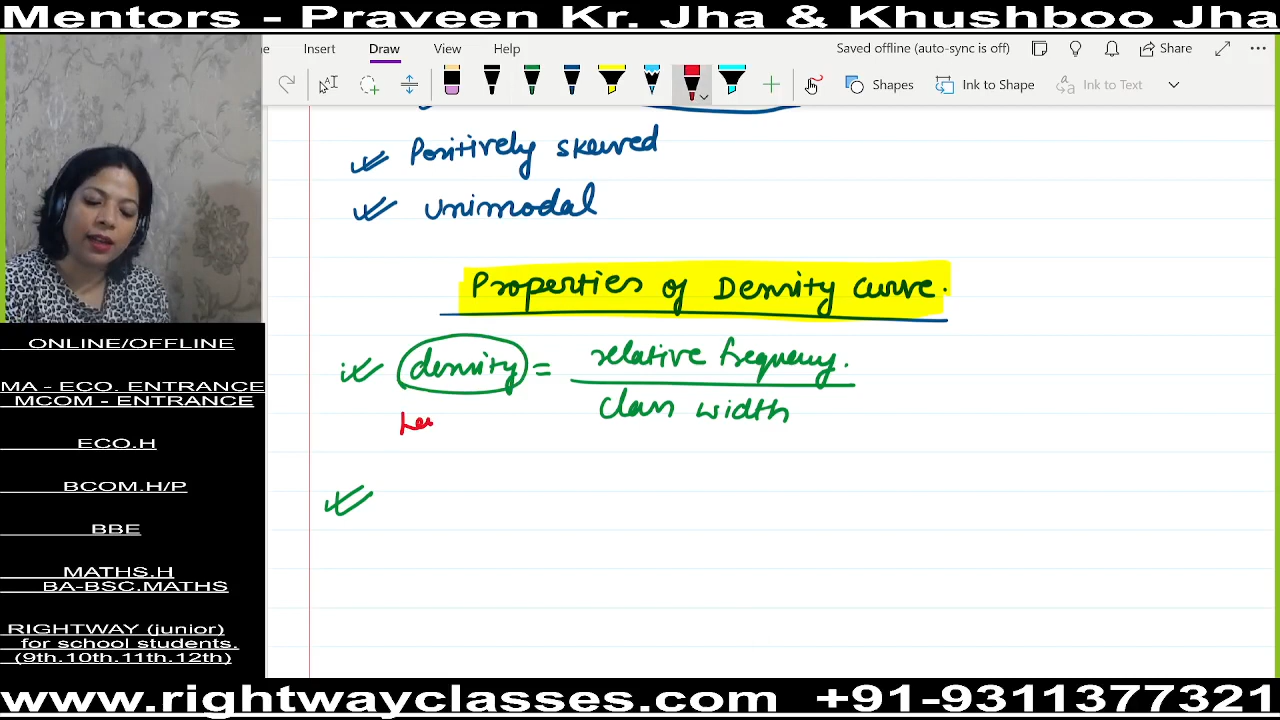 Mentors - Praveen Kr. Jha & Khushboo Jha
Insert Draw View Help
Saved offline (auto-sync is off)
Share
Shapes
Ink to Shape
Ink to Text
Positively skewed
unimodal
Properties of Density Curve.
i density = relative frequency.
class width
ONLINE/OFFLINE
MA - ECO. ENTRANCE
MCOM - ENTRANCE
ECO.H
BCOM.H/P
BBE
MATHS.H
BA-BSC.MATHS
RIGHTWAY (junior)
for school students.
(9th.10th.11th.12th)
www.rightwayclasses.com +91-9311377321